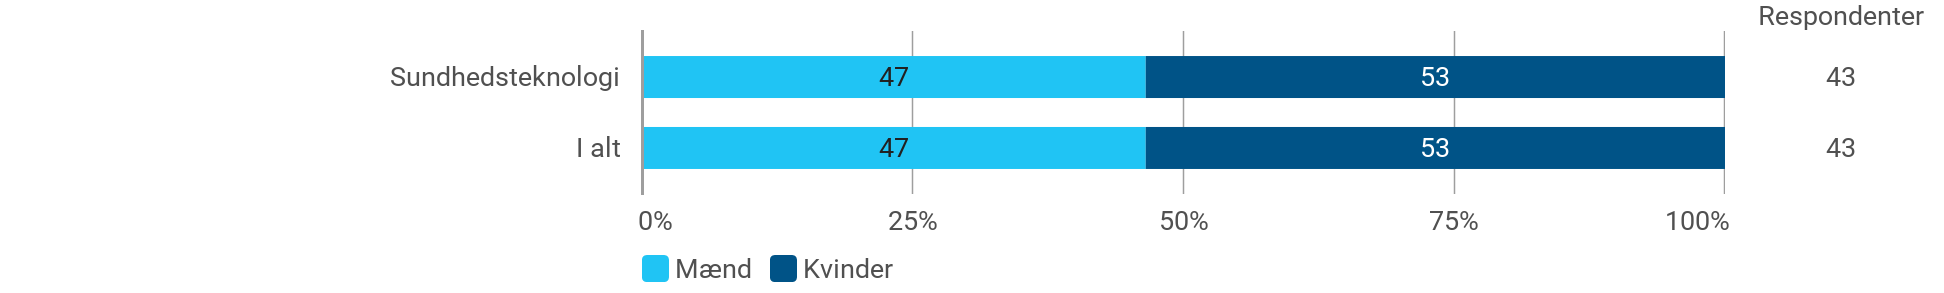 Respondenter
Sundhedsteknologi 47 53 43
I alt 47 53 43
0% 25% 50% 75% 100%
Mænd Kvinder